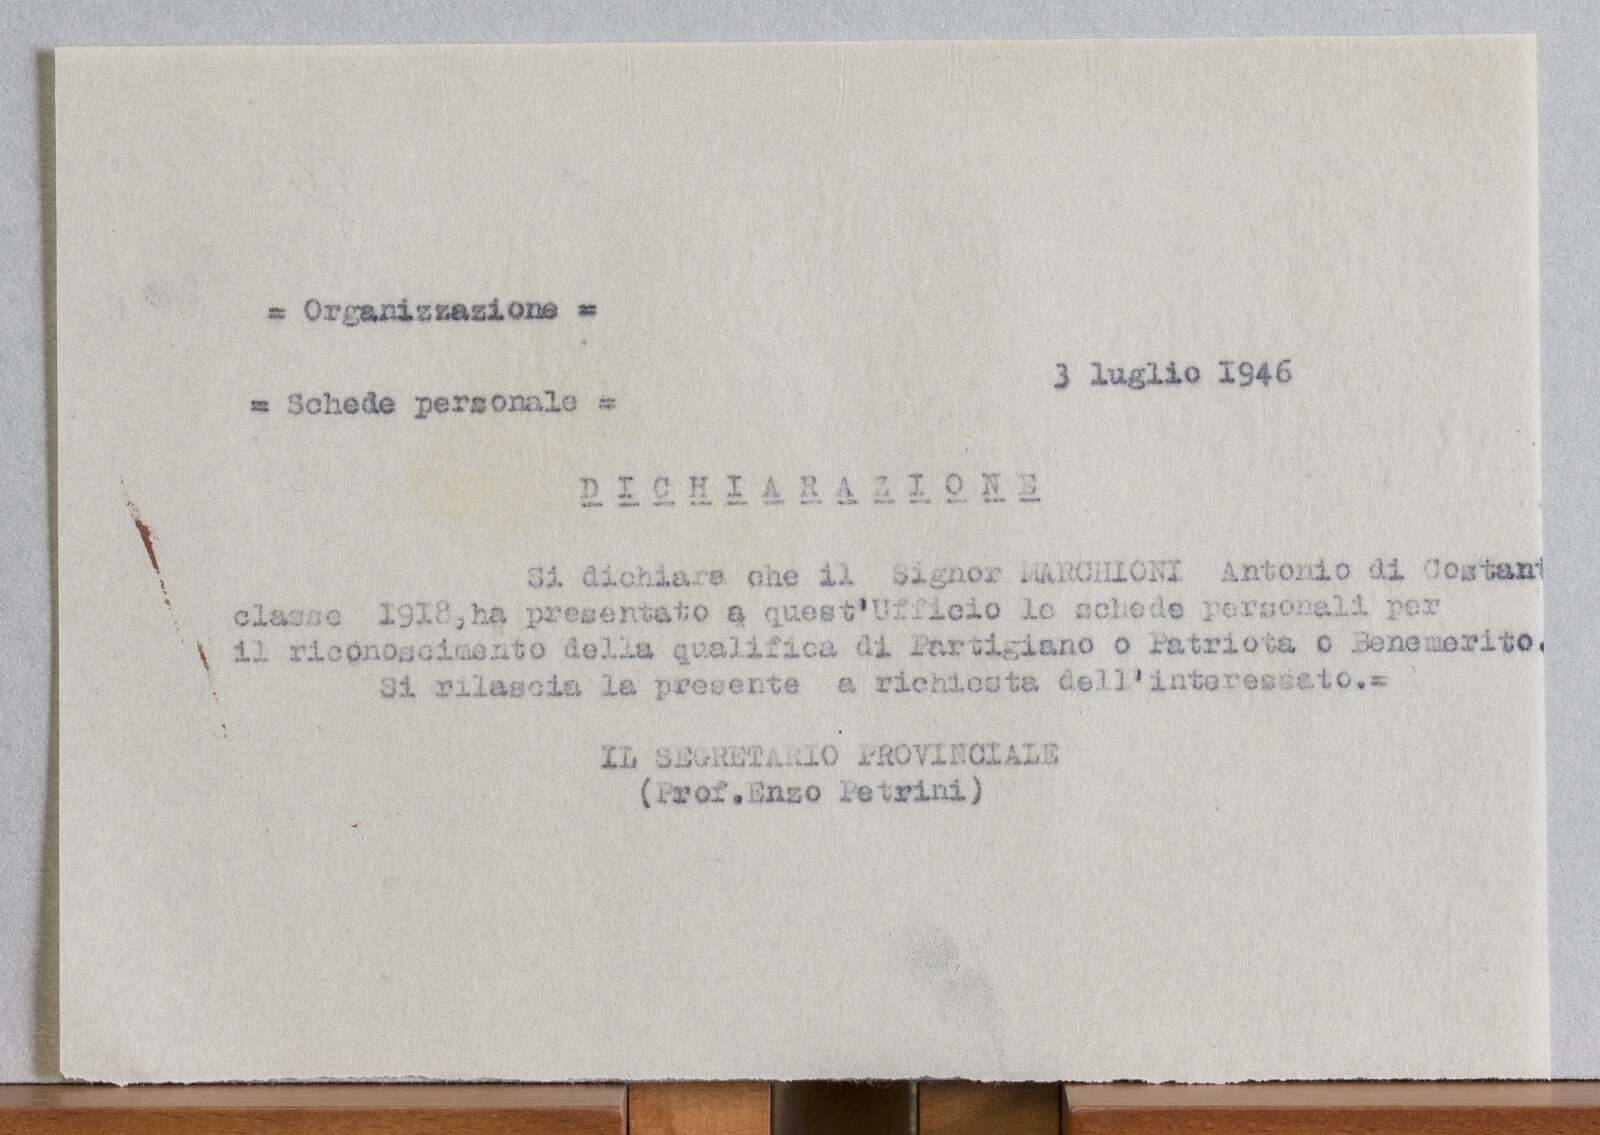 = Organizzazione =
3 luglio 1946
= Schede personale =
DICHIARAZIONE
Si dichiara che il Signor MARCHIONI Antonio di Costant
classe 1918,ha presentato a quest'Ufficio le schede personali per
il riconoscimento della qualifica di Partigiano o Patriota o Benemerito.
Si rilascia la presente a richiesta dell'interessato.=
IL SEGRETARIO PROVINCIALE
(Prof.Enzo Petrini)